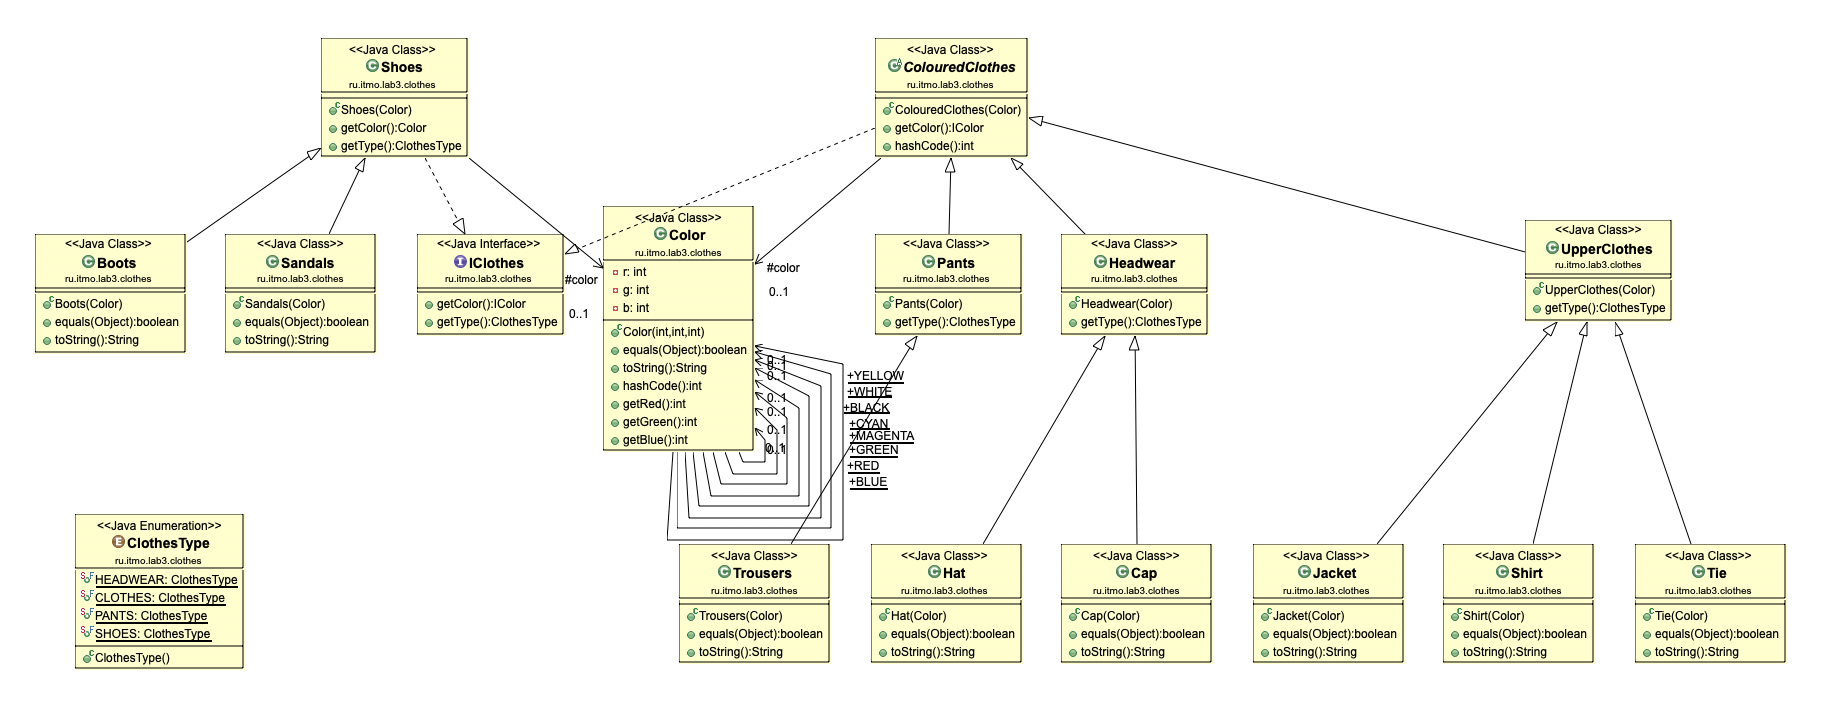 <<Java Class>>
Shoes
ru.itmo.lab3.clothes
Shoes(Color)
getColor():Color
getType():ClothesType
<<Java Class>>
ColouredClothes
ru.itmo.lab3.clothes
ColouredClothes(Color)
getColor():IColor
hashCode():int
<<Java Class>>
Boots
ru.itmo.lab3.clothes
Boots(Color)
equals(Object):boolean
toString():String
<<Java Class>>
Sandals
ru.itmo.lab3.clothes
Sandals(Color)
equals(Object):boolean
toString():String
<<Java Interface>>
IClothes
ru.itmo.lab3.clothes
getColor():IColor
getType():ClothesType
#color
0..1
<<Java Class>>
Color
ru.itmo.lab3.clothes
r: int
g: int
b: int
Color(int,int,int)
equals(Object):boolean
toString():String
hashCode():int
getRed():int
getGreen():int
getBlue():int
#color
0..1
0..1
0..1
0..1
0..1
0..1
0..1
0..1
0..1
+YELLOW
+WHITE
+BLACK
+CYAN
+MAGENTA
+GREEN
+RED
+BLUE
<<Java Class>>
Pants
ru.itmo.lab3.clothes
Pants(Color)
getType():ClothesType
<<Java Class>>
Headwear
ru.itmo.lab3.clothes
Headwear(Color)
getType():ClothesType
<<Java Class>>
UpperClothes
ru.itmo.lab3.clothes
UpperClothes(Color)
getType():ClothesType
<<Java Enumeration>>
ClothesType
ru.itmo.lab3.clothes
HEADWEAR: ClothesType
CLOTHES: ClothesType
PANTS: ClothesType
SHOES: ClothesType
ClothesType()
<<Java Class>>
Trousers
ru.itmo.lab3.clothes
Trousers(Color)
equals(Object):boolean
toString():String
<<Java Class>>
Hat
ru.itmo.lab3.clothes
Hat(Color)
equals(Object):boolean
toString():String
<<Java Class>>
Cap
ru.itmo.lab3.clothes
Cap(Color)
equals(Object):boolean
toString():String
<<Java Class>>
Jacket
ru.itmo.lab3.clothes
Jacket(Color)
equals(Object):boolean
toString():String
<<Java Class>>
Shirt
ru.itmo.lab3.clothes
Shirt(Color)
equals(Object):boolean
toString():String
<<Java Class>>
Tie
ru.itmo.lab3.clothes
Tie(Color)
equals(Object):boolean
toString():String